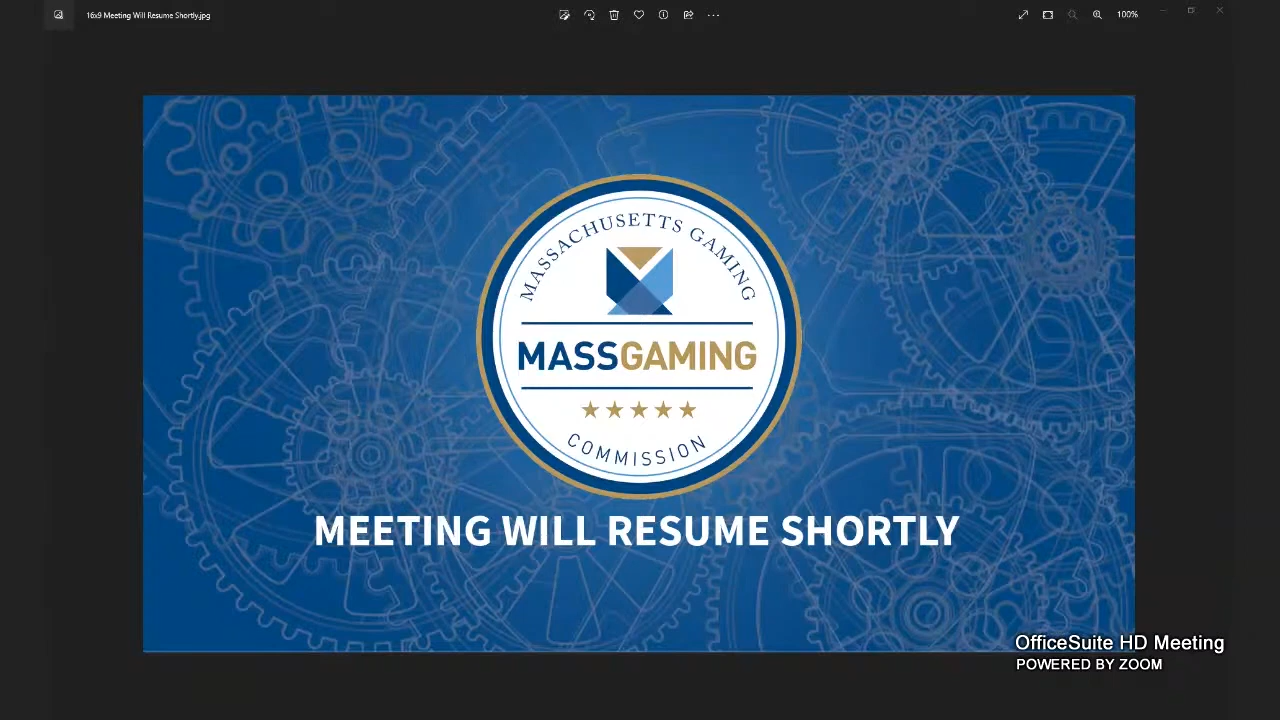 16x9 Meeting Will Resume Shortly.jpg
100%
MASSACHUSETTS GAMING
MASSGAMING
COMMISSION
MEETING WILL RESUME SHORTLY
OfficeSuite HD Meeting
POWERED BY ZOOM